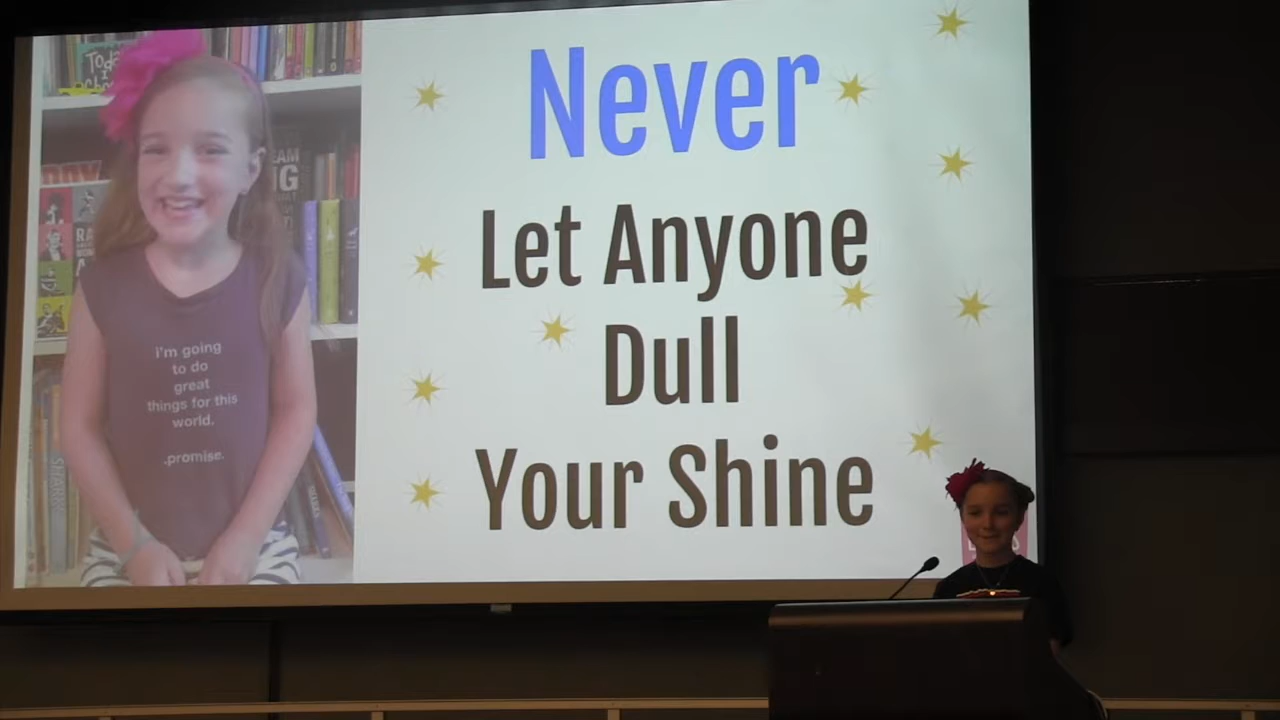 Never
Let Anyone
Dull
Your Shine
i'm going
to do
great
things for this
world.
.promise.